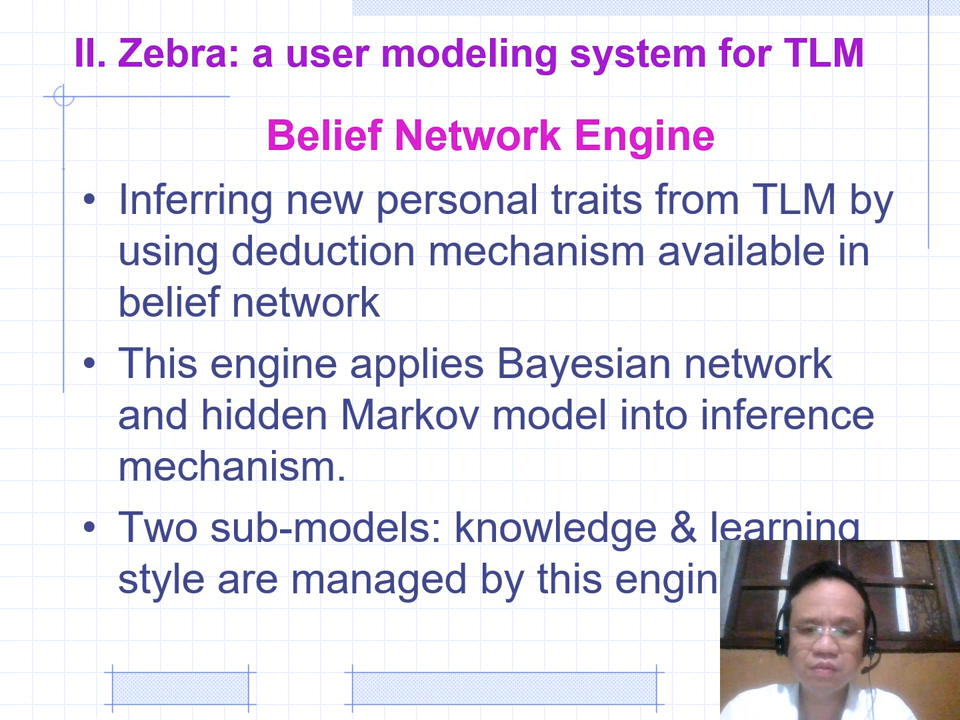 II. Zebra: a user modeling system for TLM
Belief Network Engine
• Inferring new personal traits from TLM by
using deduction mechanism available in
belief network
• This engine applies Bayesian network
and hidden Markov model into inference
mechanism.
• Two sub-models: knowledge & learning
style are managed by this engin